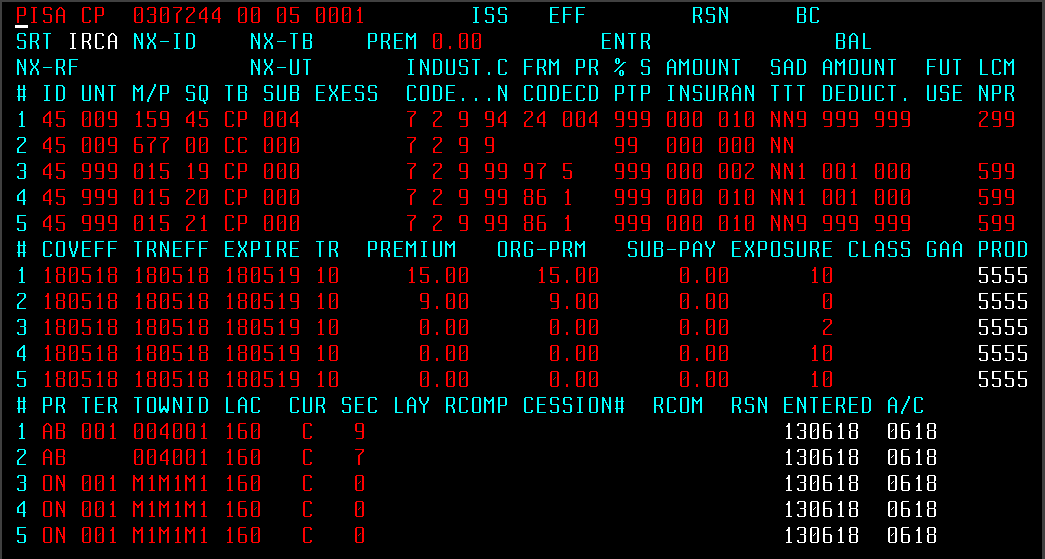 PISA CP  0307244 00 05 0001        ISS   EFF        RSN     BC
SRT IRCA NX-ID    NX-TB    PREM 0.00         ENTR              BAL
NX-RF             NX-UT       INDUST.C FRM PR % S AMOUNT  SAD AMOUNT  FUT LCM
# ID UNT M/P SQ TB SUB EXESS  CODE...N CODECD PTP INSURAN TTT DEDUCT. USE NPR
1 45 009 159 45 CP 004        7 2 9 94 24 004 999 000 010 NN9 999 999     299
2 45 009 677 00 CC 000        7 2 9 9         99  000 000 NN
3 45 999 015 19 CP 000        7 2 9 99 97 5   999 000 002 NN1 001 000     599
4 45 999 015 20 CP 000        7 2 9 99 86 1   999 000 010 NN1 001 000     599
5 45 999 015 21 CP 000        7 2 9 99 86 1   999 000 010 NN9 999 999     599
# COVEFF TRNEFF EXPIRE TR  PREMIUM   ORG-PRM   SUB-PAY EXPOSURE CLASS GAA PROD
1 180518 180518 180519 10     15.00     15.00      0.00      10           5555
2 180518 180518 180519 10      9.00      9.00      0.00       0           5555
3 180518 180518 180519 10      0.00      0.00      0.00       2           5555
4 180518 180518 180519 10      0.00      0.00      0.00      10           5555
5 180518 180518 180519 10      0.00      0.00      0.00      10           5555
# PR TER TOWNID LAC  CUR SEC LAY RCOMP CESSION#  RCOM  RSN ENTERED A/C
1 AB 001 004001 160   C   9                                130618  0618
2 AB     004001 160   C   7                                130618  0618
3 ON 001 M1M1M1 160   C   0                                130618  0618
4 ON 001 M1M1M1 160   C   0                                130618  0618
5 ON 001 M1M1M1 160   C   0                                130618  0618